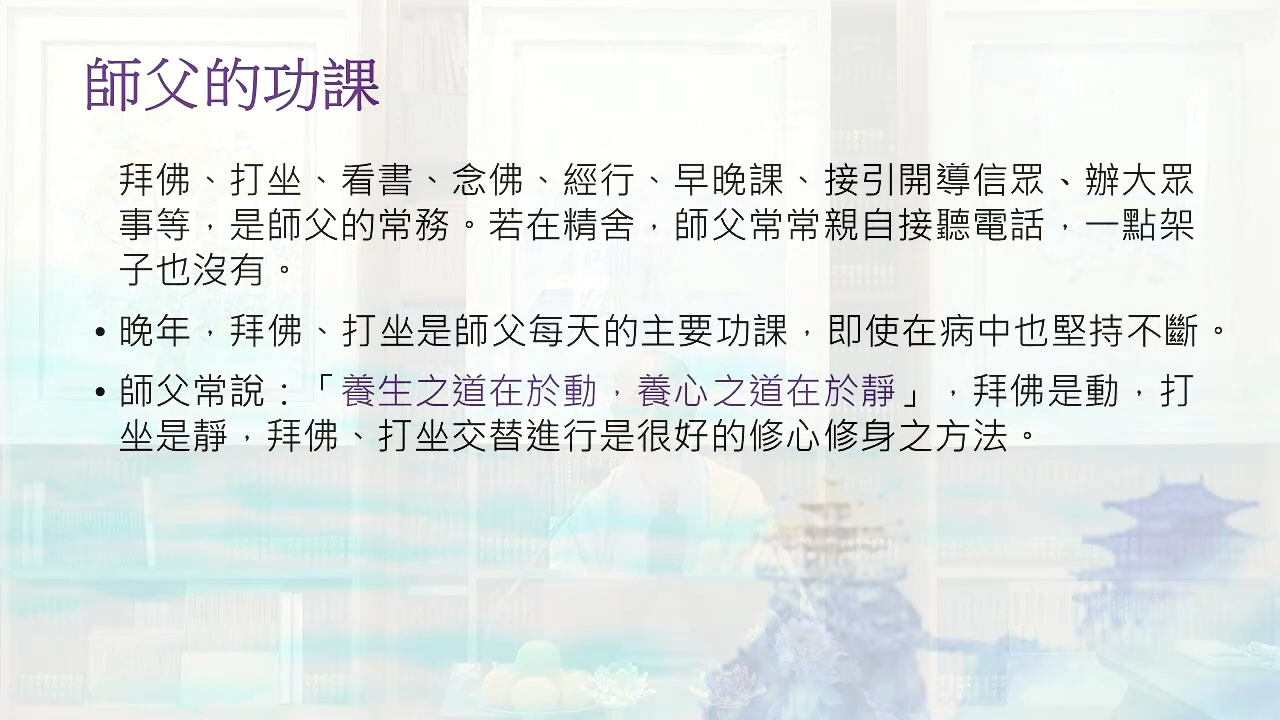 師父的功課
拜佛、打坐、看書、念佛、經行、早晚課、接引開導信眾、辦大眾
事等，是師父的常務。若在精舍，師父常常親自接聽電話，一點架
子也沒有。
• 晚年，拜佛、打坐是師父每天的主要功課，即使在病中也堅持不斷。
• 師父常說：「養生之道在於動，養心之道在於靜」，拜佛是動，打
坐是靜，拜佛、打坐交替進行是很好的修心修身之方法。